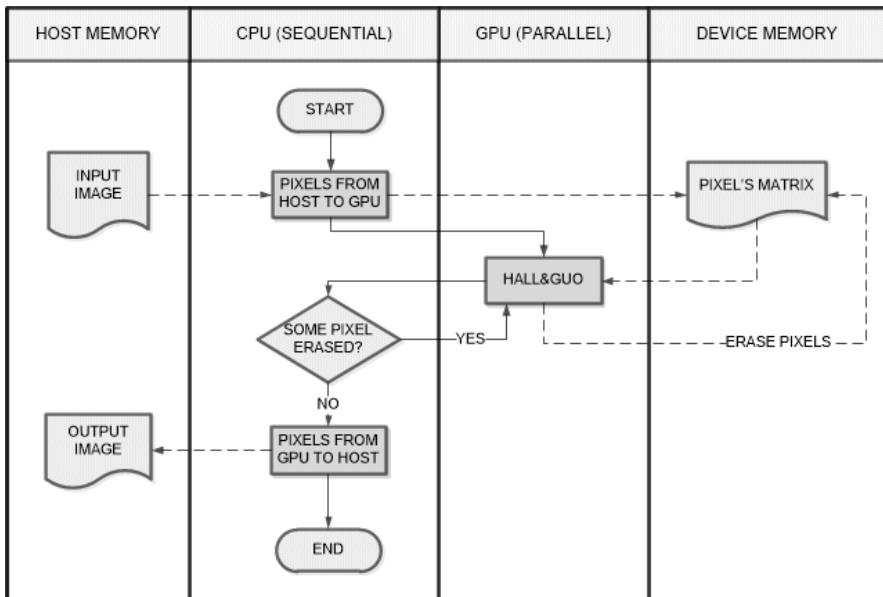 HOST MEMORY
CPU (SEQUENTIAL)
GPU (PARALLEL)
DEVICE MEMORY
START
INPUT
IMAGE
PIXELS FROM
HOST TO GPU
PIXEL'S MATRIX
HALL&GUO
SOME PIXEL
ERASED?
YES
ERASE PIXELS
NO
OUTPUT
IMAGE
PIXELS FROM
GPU TO HOST
END